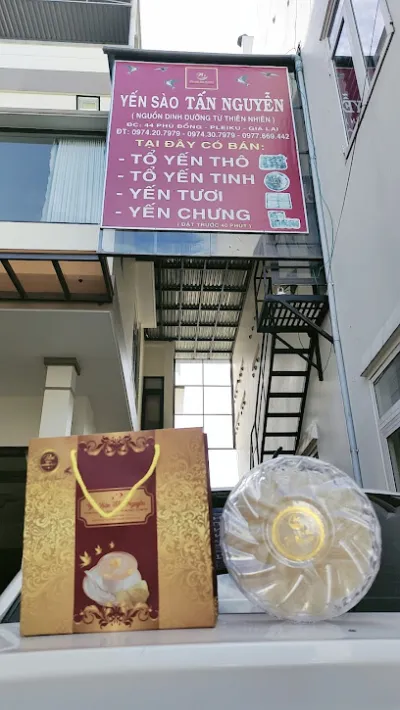 YẾN SÀO TẤN NGUYỄN
( NGUỒN DINH DƯỠNG TỪ THIÊN NHIÊN )
ĐC: 44 PHÙ ĐỔNG - PLEIKU - GIA LAI
ĐT: 0974.20.7979 - 0974.30.7979 - 0977.669.442
TẠI ĐÂY CÓ BÁN:
- TỔ YẾN THÔ
- TỔ YẾN TINH
- YẾN TƯƠI
- YẾN CHƯNG
( ĐẶT TRƯỚC 40 PHÚT )